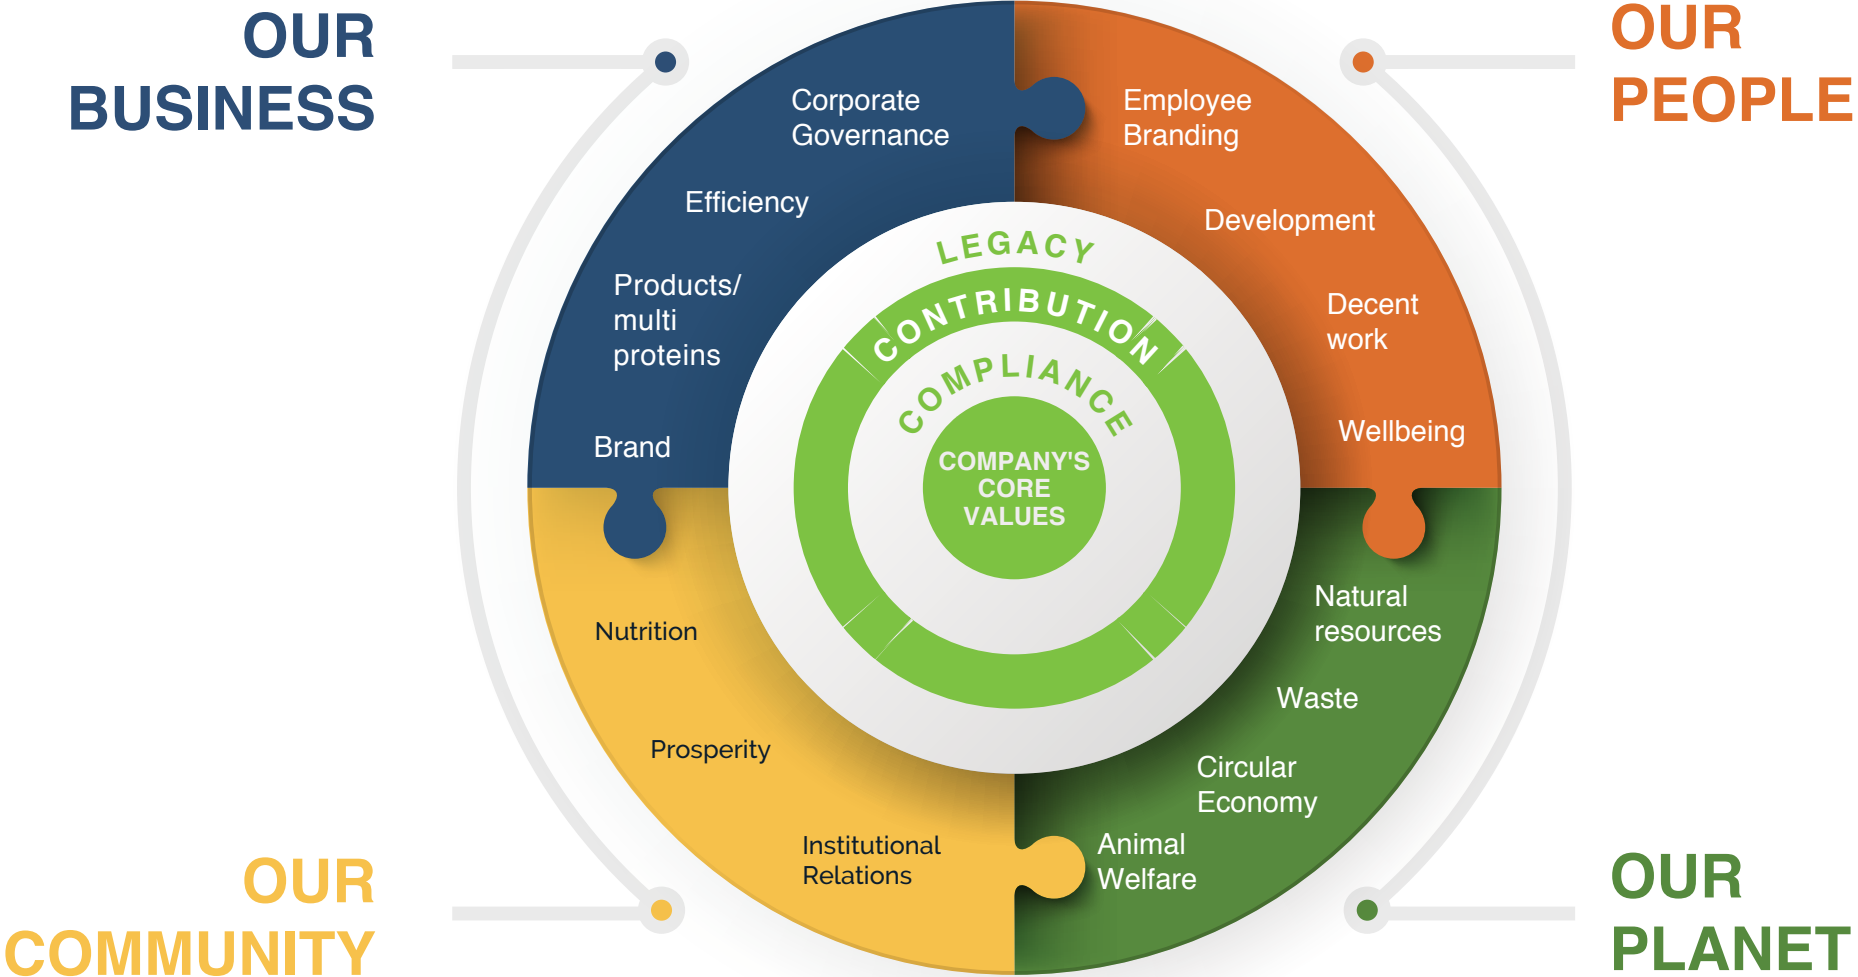 OUR
BUSINESS
OUR
PEOPLE
Corporate
Governance
Efficiency
Products/
multi
proteins
Brand
Employee
Branding
Development
Decent
work
Wellbeing
LEGACY
CONTRIBUTION
COMPLIANCE
COMPANY'S
CORE
VALUES
Nutrition
Prosperity
Institutional
Relations
Natural
resources
Waste
Circular
Economy
Animal
Welfare
OUR
COMMUNITY
OUR
PLANET